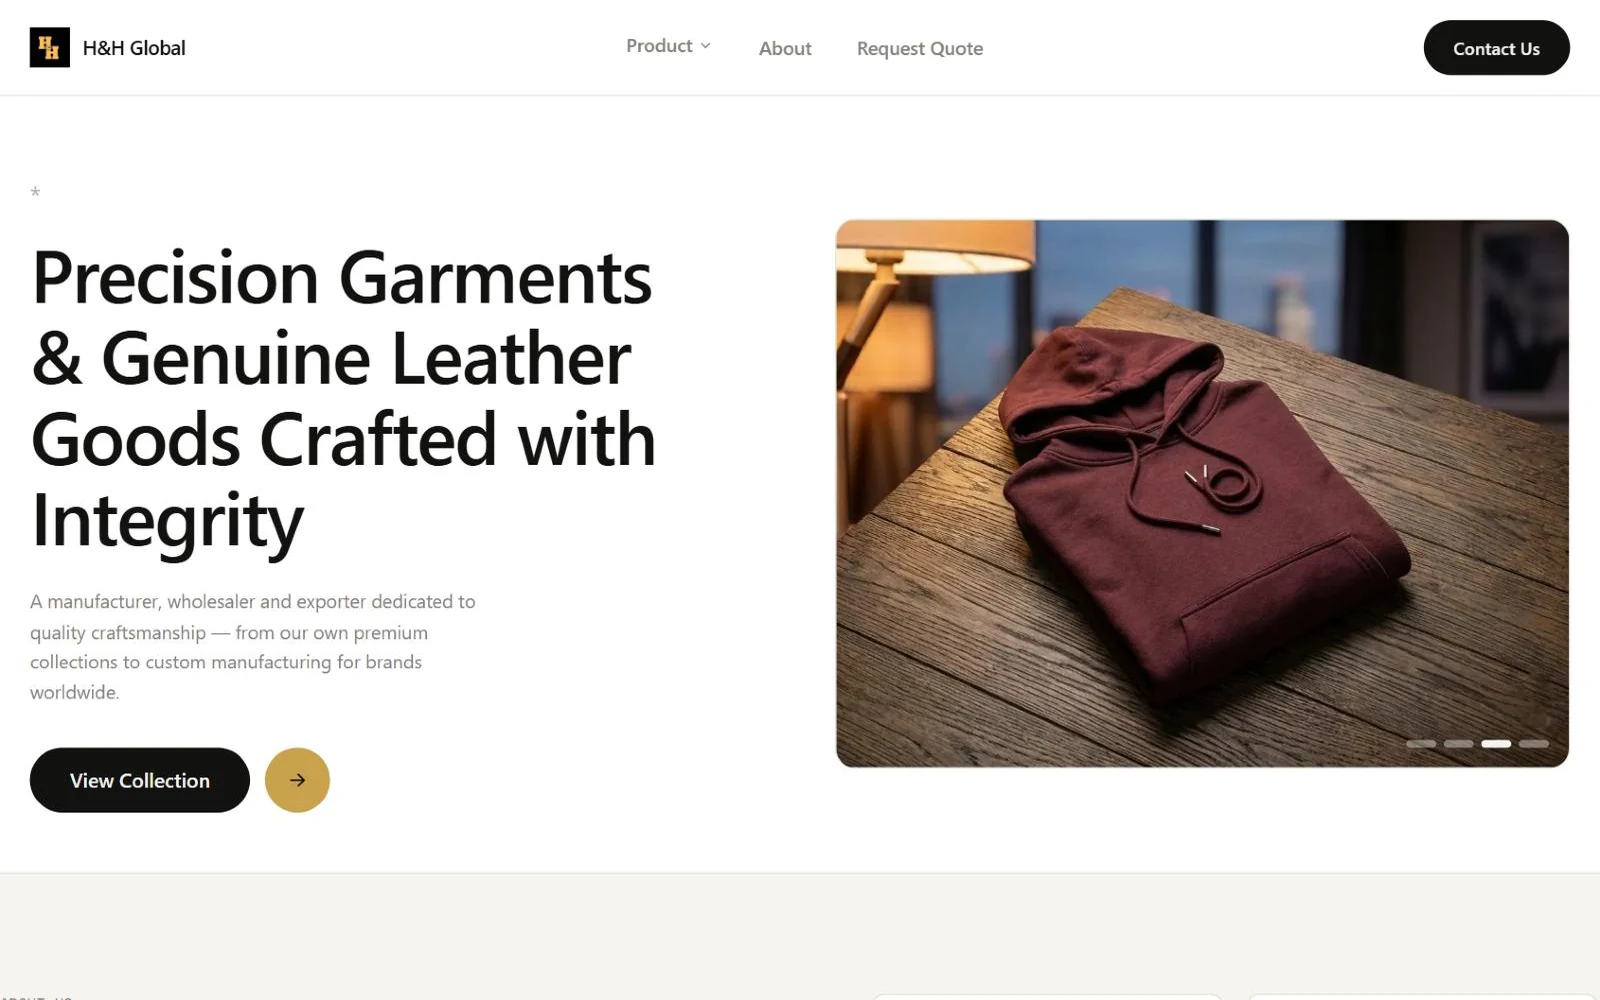 HH
H&H Global
Product
About
Request Quote
Contact Us
*
Precision Garments
& Genuine Leather
Goods Crafted with
Integrity
A manufacturer, wholesaler and exporter dedicated to
quality craftsmanship — from our own premium
collections to custom manufacturing for brands
worldwide.
View Collection
→